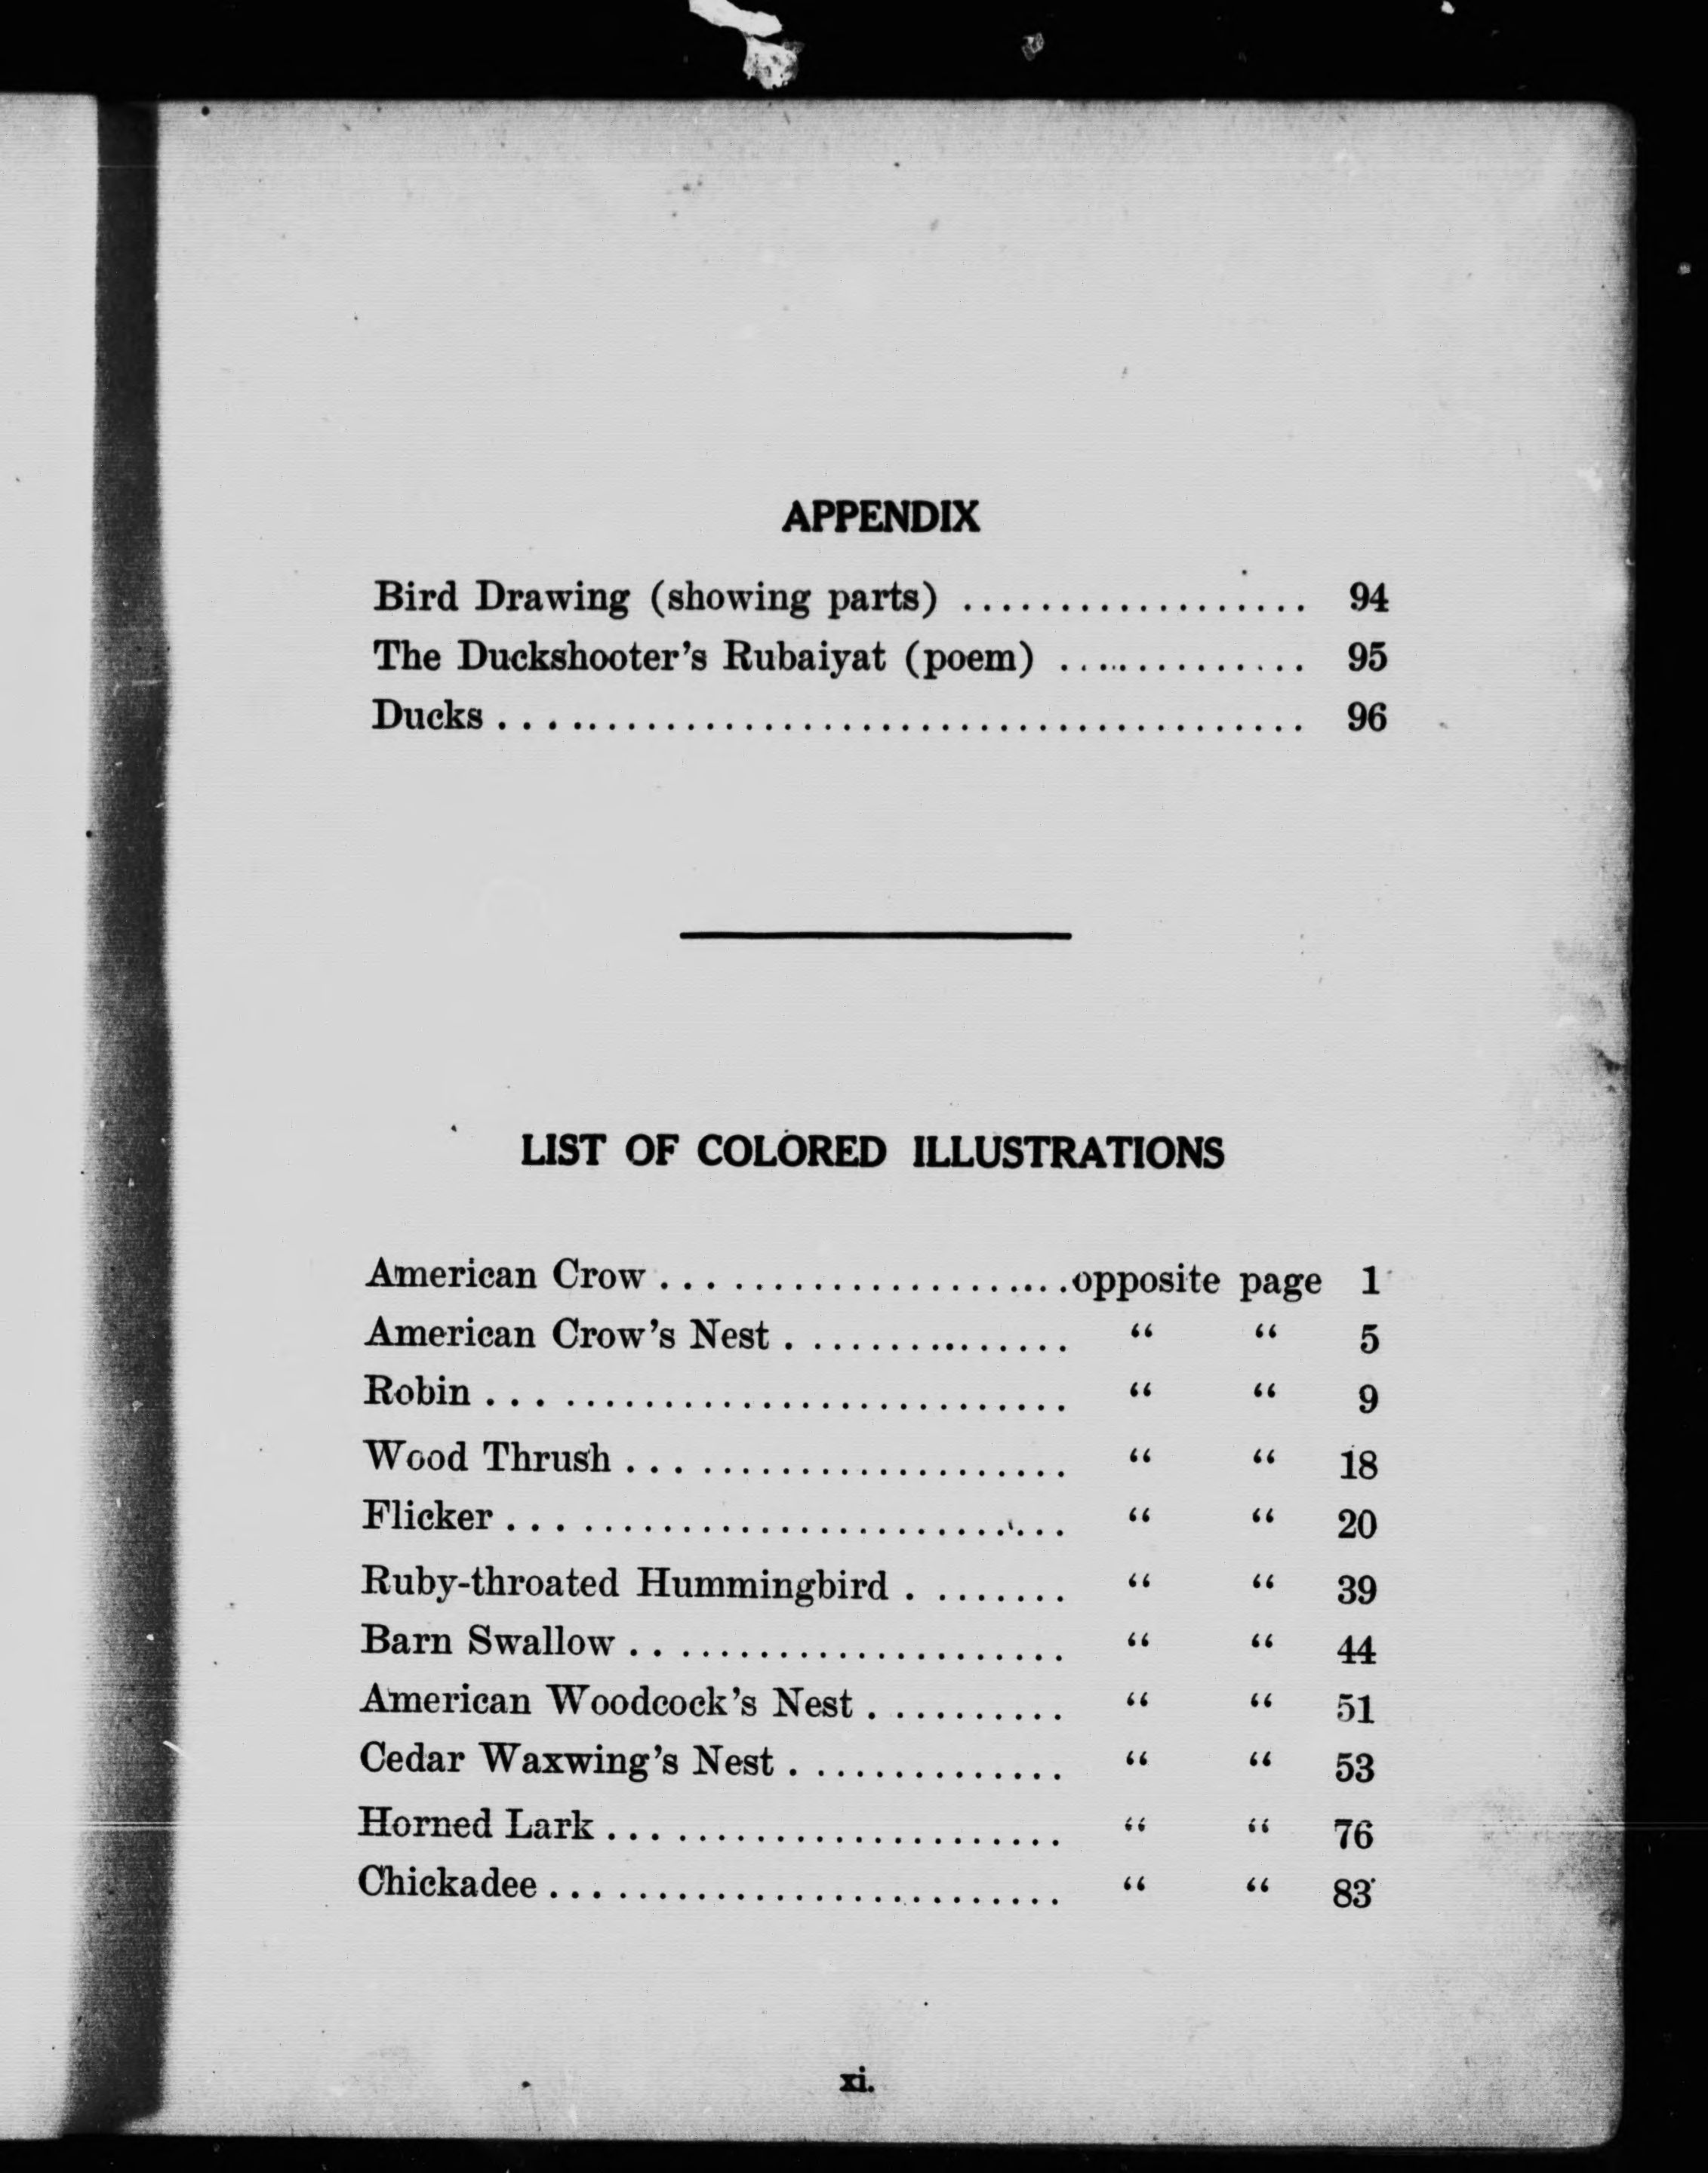 APPENDIX
Bird Drawing (showing parts) .................. 94
The Duckshooter's Rubaiyat (poem) ............. 95
Ducks .......................................... 96
LIST OF COLORED ILLUSTRATIONS
American Crow ......................opposite page 1
American Crow's Nest ............... “ “ 5
Robin .............................. “ “ 9
Wood Thrush ........................ “ “ 18
Flicker ............................ “ “ 20
Ruby-throated Hummingbird ........ “ “ 39
Barn Swallow ....................... “ “ 44
American Woodcock's Nest .......... “ “ 51
Cedar Waxwing's Nest .............. “ “ 53
Horned Lark ........................ “ “ 76
Chickadee .......................... “ “ 83
xi.